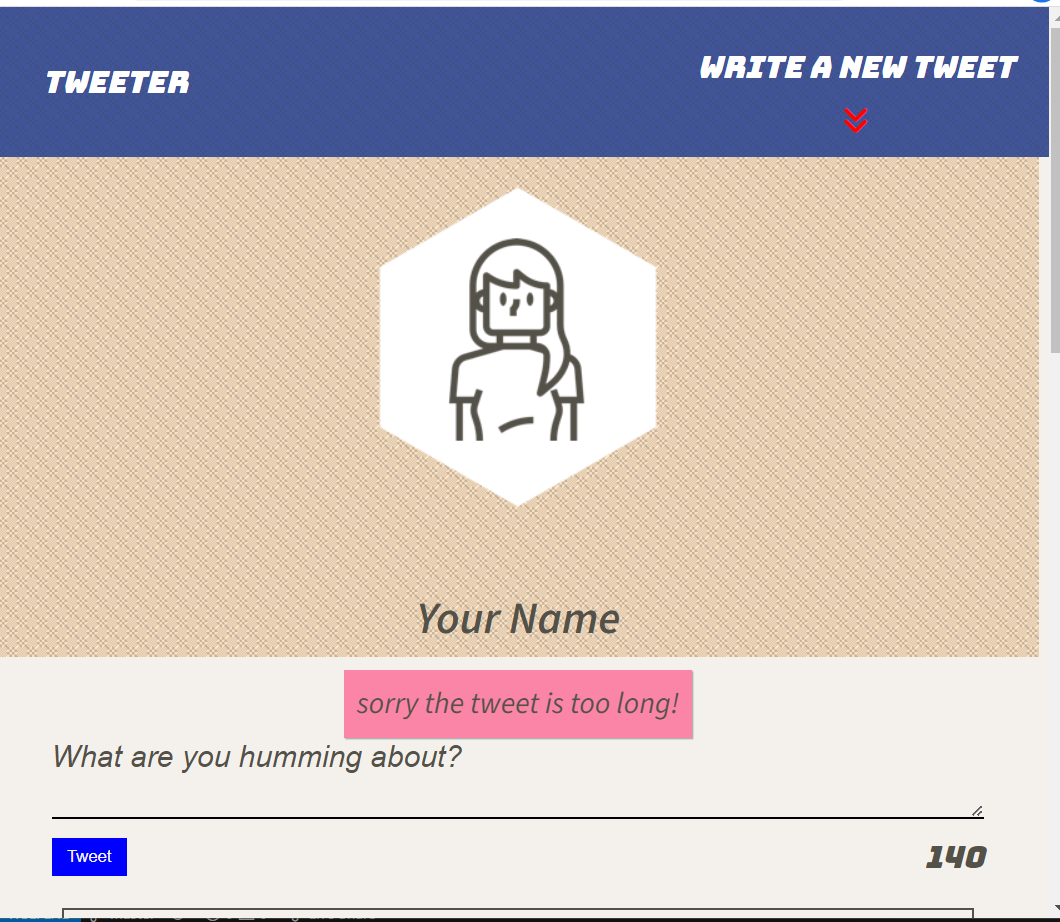 TWEETER
WRITE A NEW TWEET
Your Name
sorry the tweet is too long!
What are you humming about?
Tweet
140